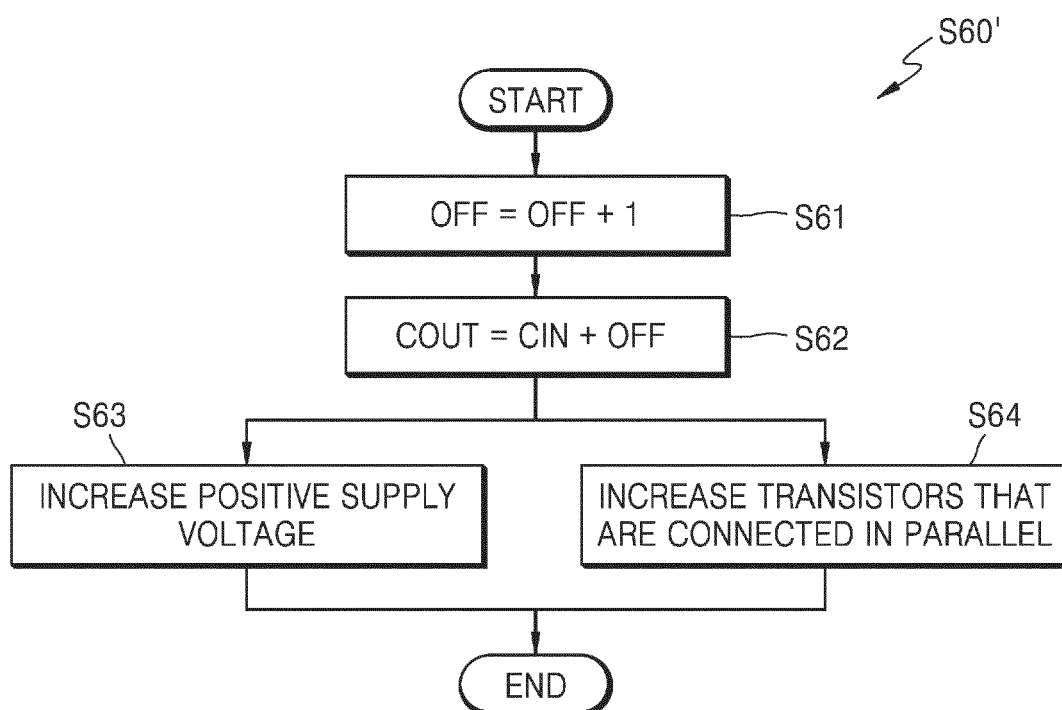 S60'
START
OFF = OFF + 1
S61
COUT = CIN + OFF
S62
S63
S64
INCREASE POSITIVE SUPPLY
VOLTAGE
INCREASE TRANSISTORS THAT
ARE CONNECTED IN PARALLEL
END